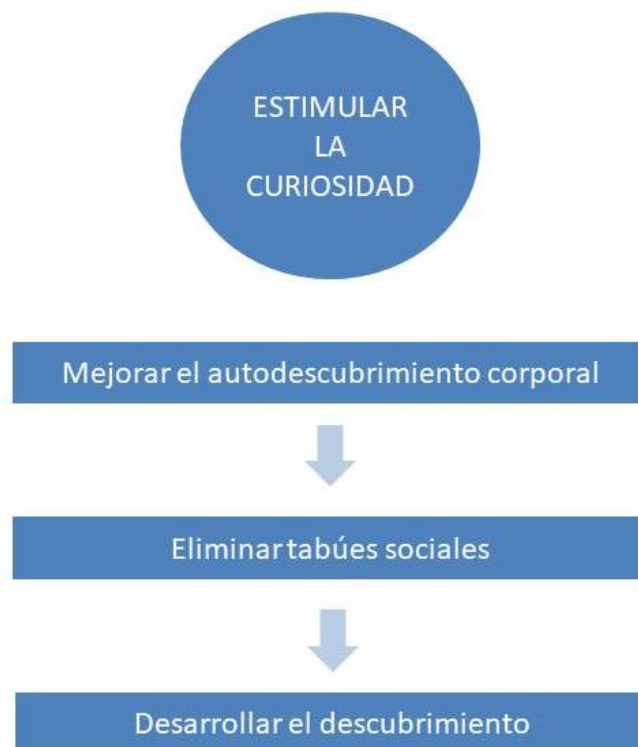 ESTIMULAR
LA
CURIOSIDAD
Mejorar el autodescubrimiento corporal
Eliminar tabúes sociales
Desarrollar el descubrimiento